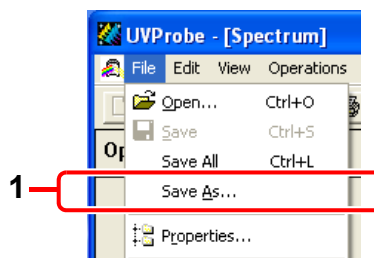 UVProbe - [Spectrum]
File Edit View Operations
Open... Ctrl+O
Save Ctrl+S
Op
Save All Ctrl+L
1
Save As...
Properties...